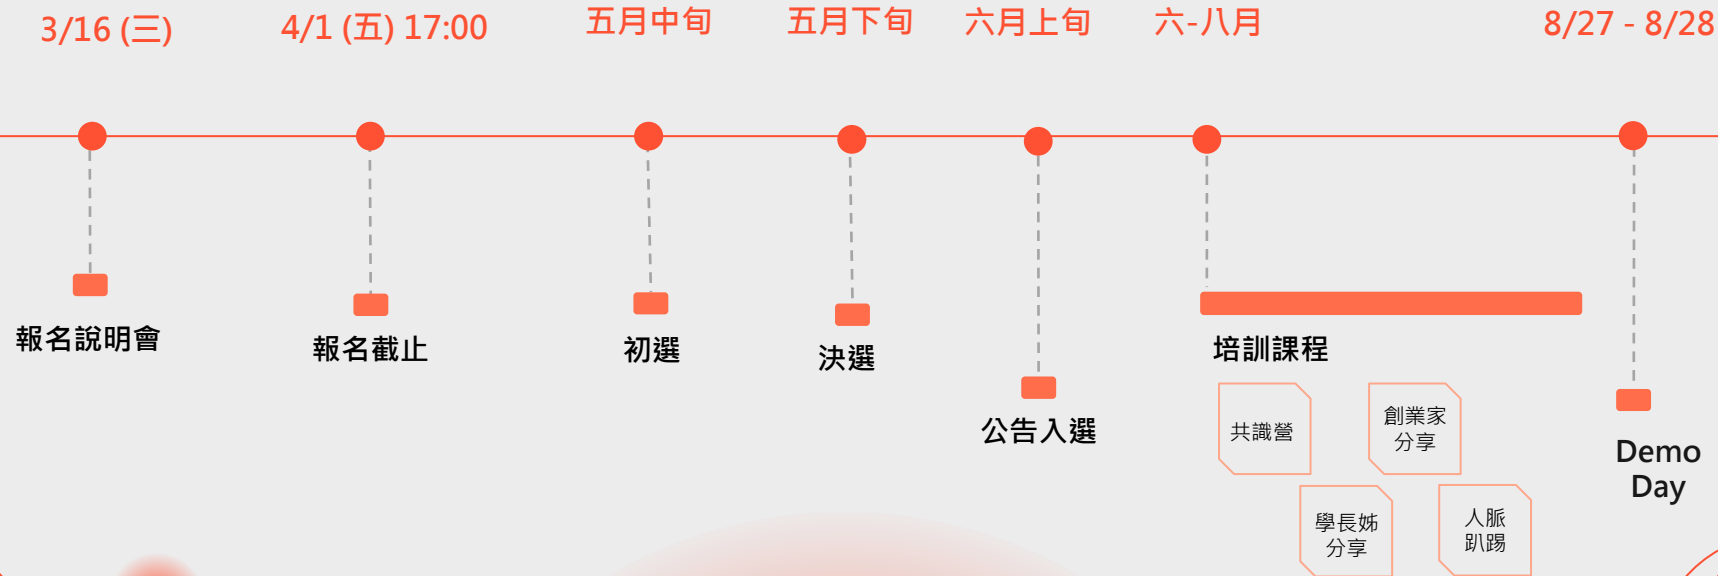 3/16 (三)
4/1 (五) 17:00
五月中旬
五月下旬
六月上旬
六-八月
8/27 - 8/28
報名說明會
報名截止
初選
決選
公告入選
培訓課程
共識營
創業家
分享
學長姊
分享
人脈
趴踢
Demo
Day